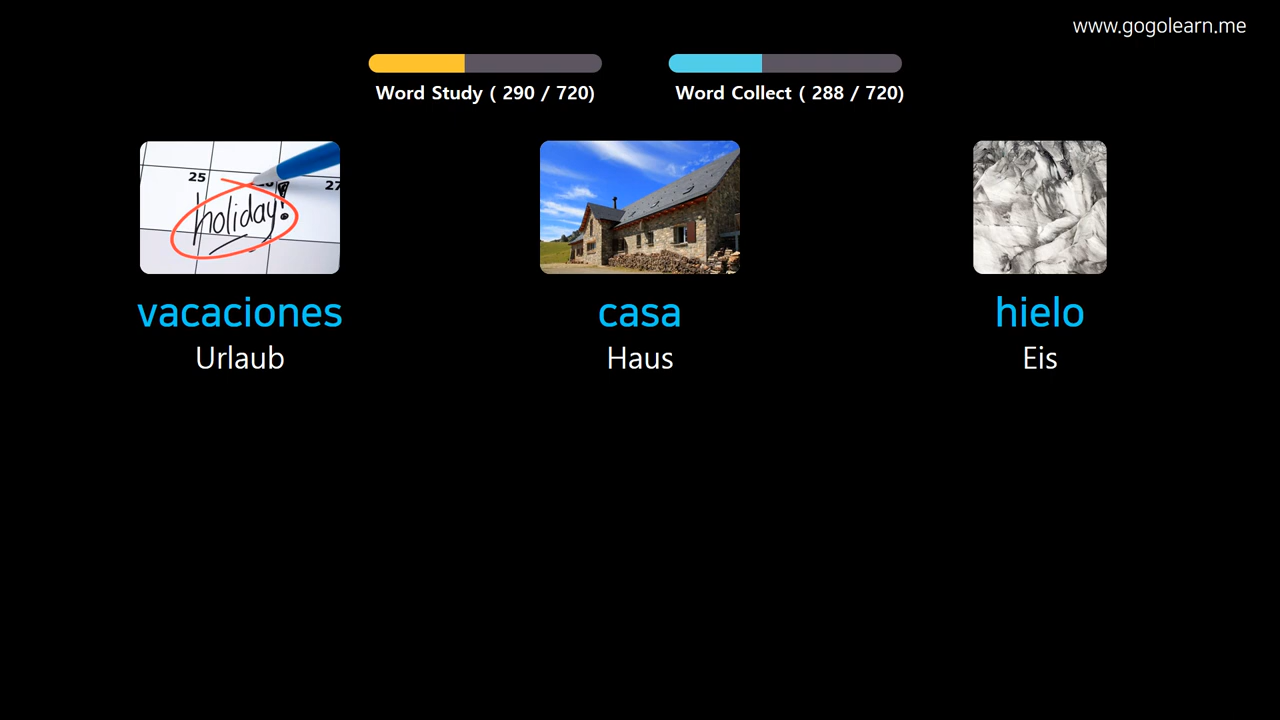 www.gogolearn.me
Word Study ( 290 / 720)
Word Collect ( 288 / 720)
25
27
holiday!
vacaciones
casa
hielo
Urlaub
Haus
Eis